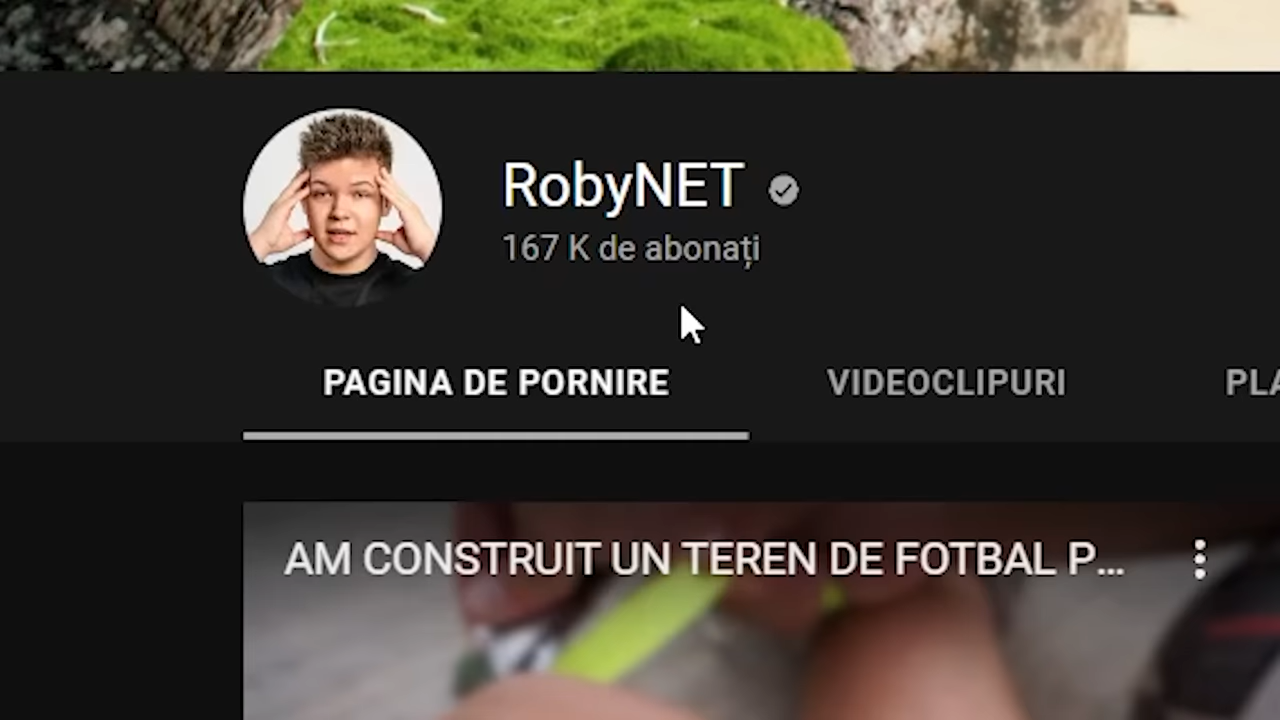 RobyNET
167 K de abonați
PAGINA DE PORNIRE
VIDEOCLIPURI
PLA
AM CONSTRUIT UN TEREN DE FOTBAL P...